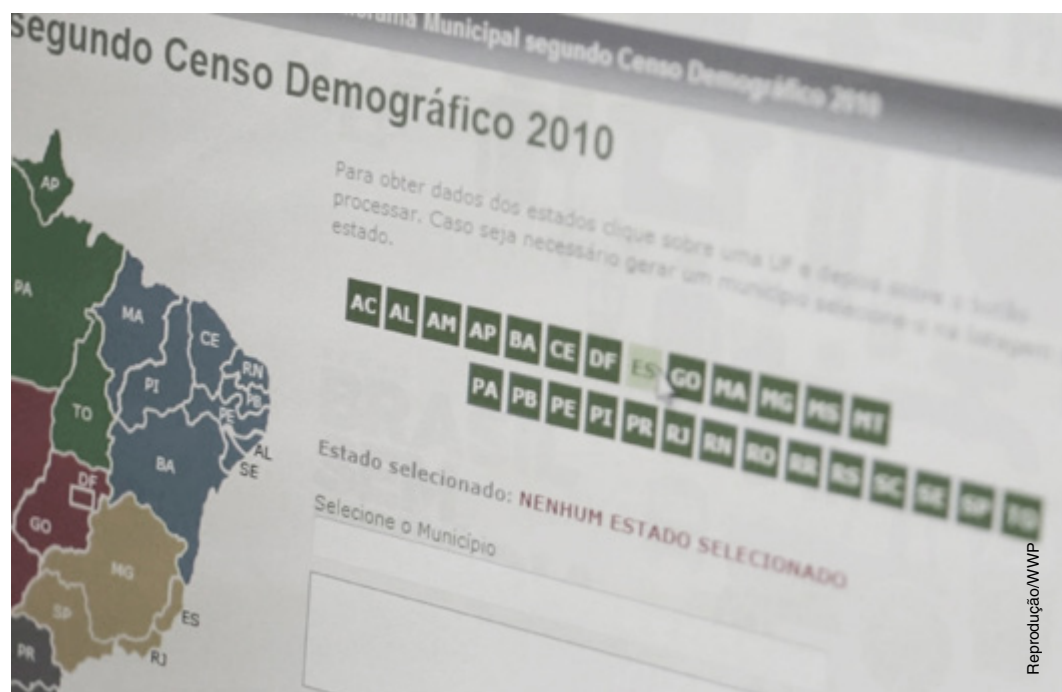 Municipal segundo Censo Demográfico 2010
segundo Censo Demográfico 2010
Para obter dados dos estados clique sobre uma UF e depois sobre o botão
processar. Caso seja necessário gerar um município selecione o na listagem
estado.
AC AL AM AP BA CE DF ES GO MA MG MS MT
PA PB PE PI PR RJ RN RO RR RS SC SE SP TO
Estado selecionado: NENHUM ESTADO SELECIONADO
Selecione o Município
AP
PA
MA
CE
RN
PI
PB
PE
TO
AL
BA
SE
DF
GO
MG
SP
ES
PR
RJ
Reprodução/WWP